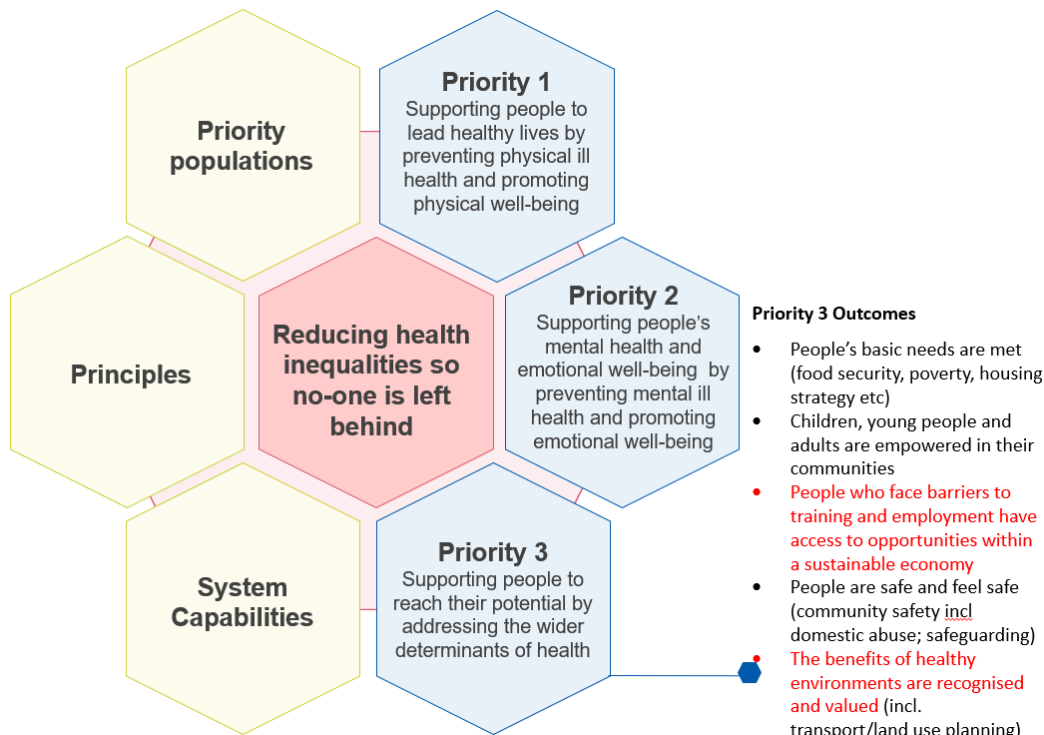 Priority
populations
Priority 1
Supporting people to
lead healthy lives by
preventing physical ill
health and promoting
physical well-being
Principles
Reducing health
inequalities so
no-one is left
behind
Priority 2
Supporting people's
mental health and
emotional well-being by
preventing mental ill
health and promoting
emotional well-being
System
Capabilities
Priority 3
Supporting people to
reach their potential by
addressing the wider
determinants of health
Priority 3 Outcomes
• People's basic needs are met
(food security, poverty, housing
strategy etc)
• Children, young people and
adults are empowered in their
communities
• People who face barriers to
training and employment have
access to opportunities within
a sustainable economy
• People are safe and feel safe
(community safety incl
domestic abuse; safeguarding)
• The benefits of healthy
environments are recognised
and valued (incl.
transport/land use planning)